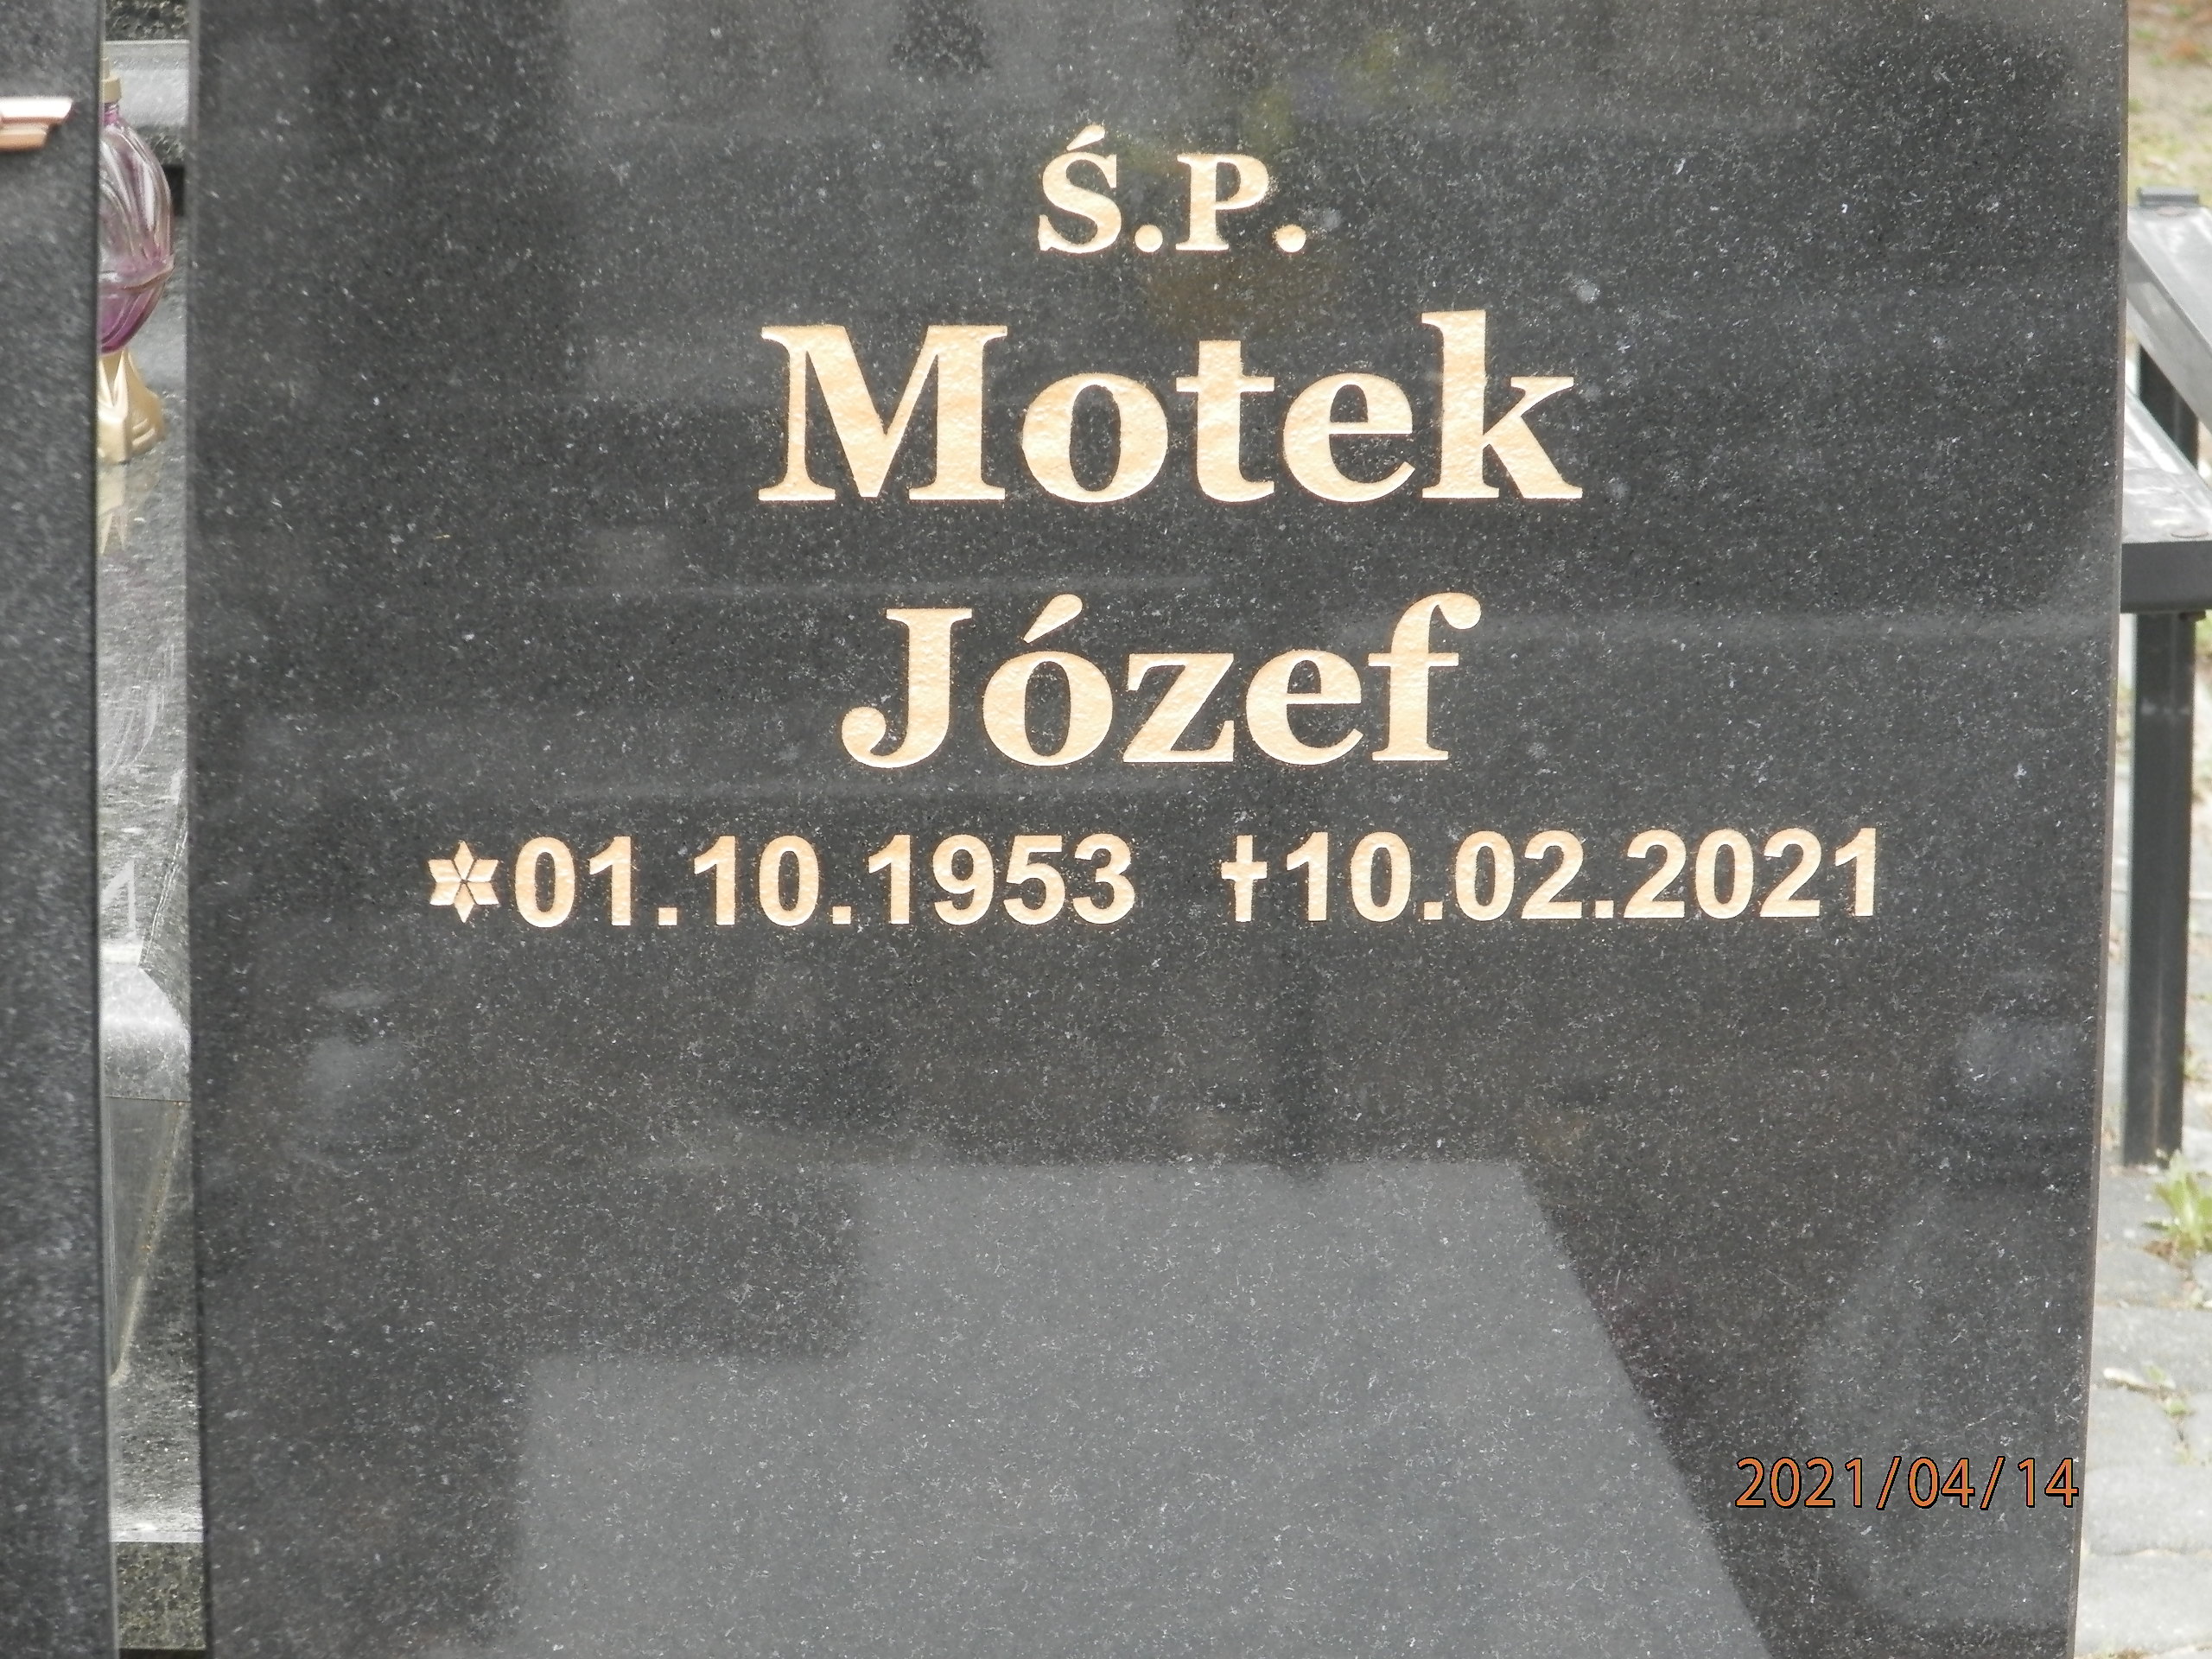 Ś.P.
Motek
Józef
*01.10.1953 †10.02.2021
2021/04/14